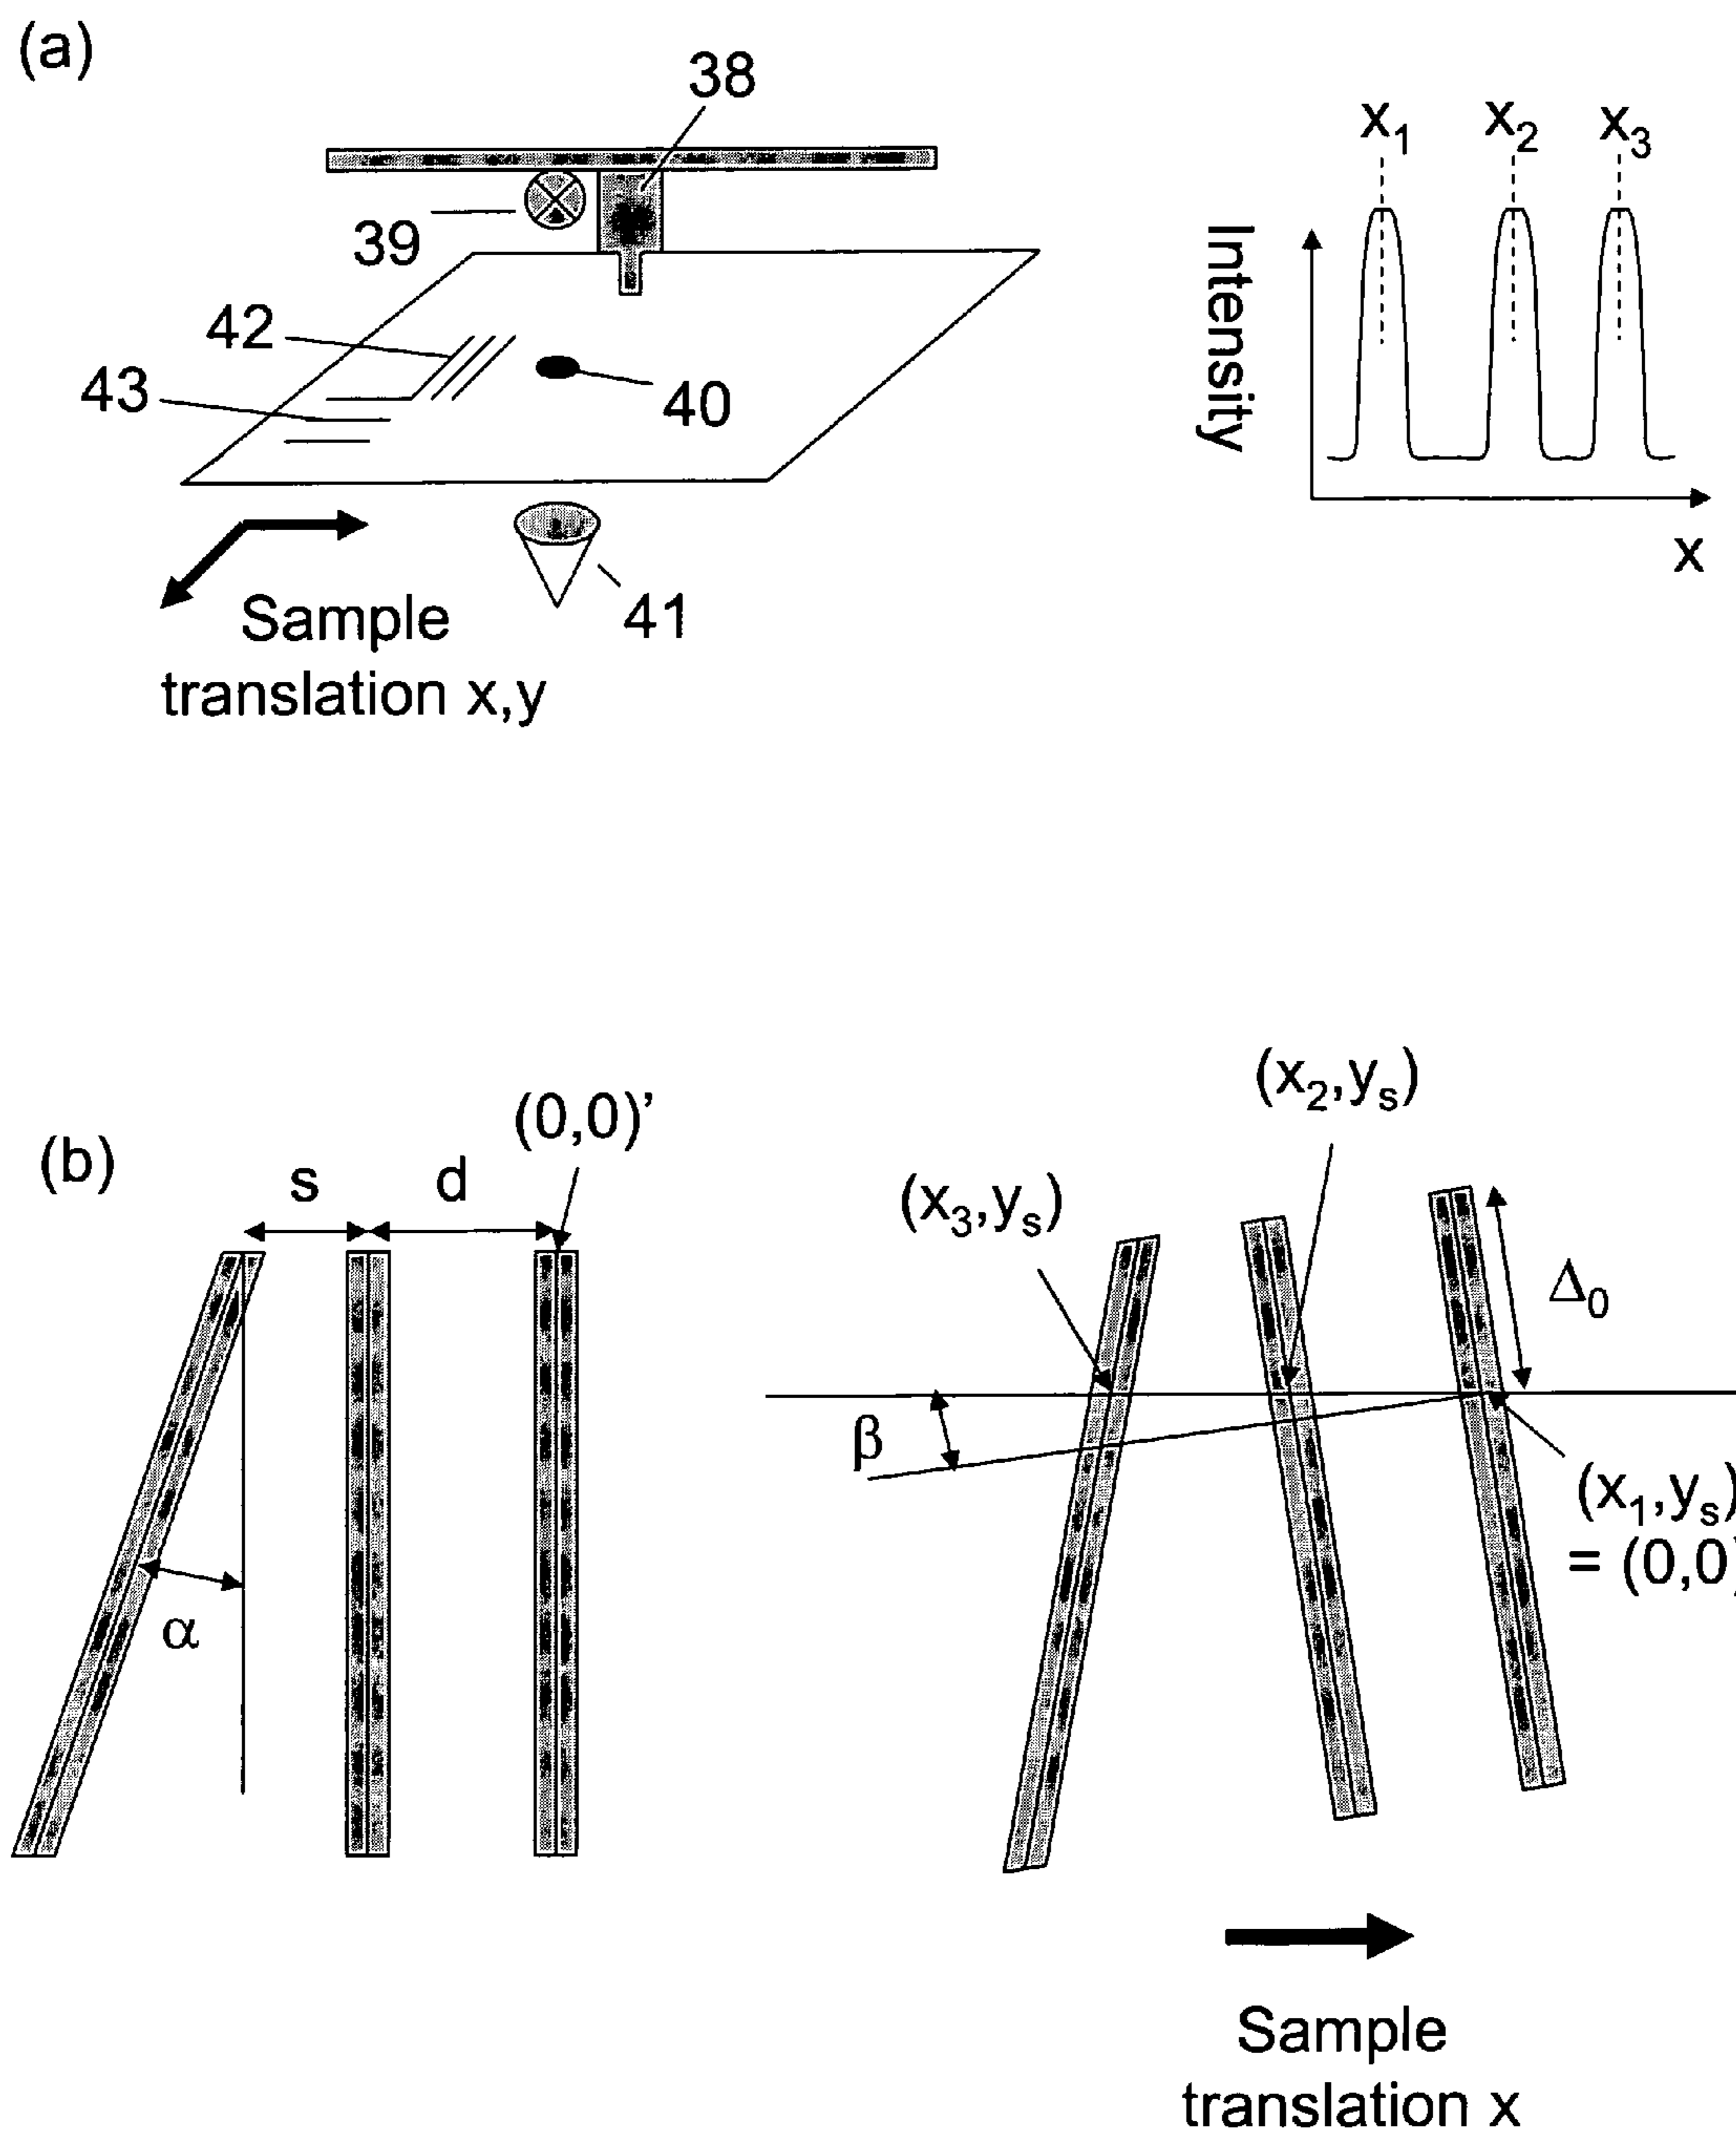 (a)
38
39
42
43
40
41
Sample
translation x,y
x₁ x₂ x₃
Intensity
x
(b)
s
d
(0,0)’
α
(x₂,yₛ)
(x₃,yₛ)
Δ₀
β
(x₁,yₛ)
= (0,0)
Sample
translation x